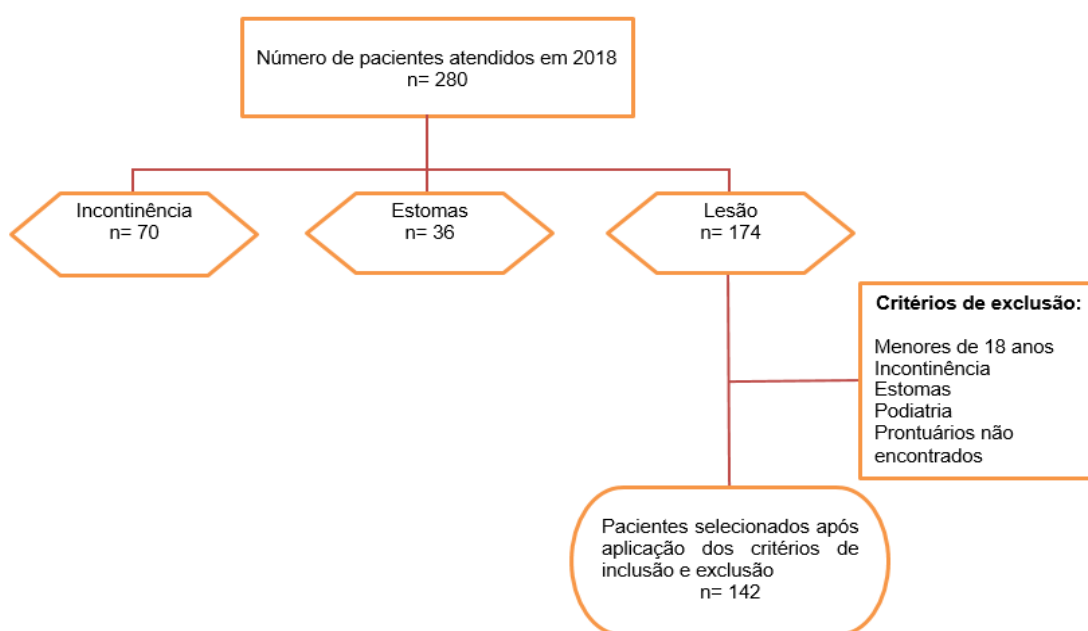 Número de pacientes atendidos em 2018
n= 280
Incontinência
n= 70
Estomas
n= 36
Lesão
n= 174
Critérios de exclusão:
Menores de 18 anos
Incontinência
Estomas
Podiatria
Prontuários não
encontrados
Pacientes selecionados após
aplicação dos critérios de
inclusão e exclusão
n= 142